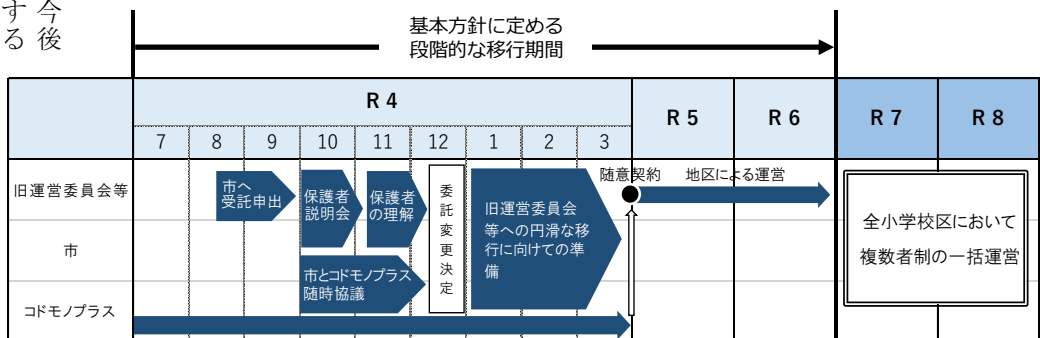 今後
する
基本方針に定める
段階的な移行期間
R 4
R 5
R 6
R 7
R 8
7
8
9
10
11
12
1
2
3
旧運営委員会等
市
コドモノプラス
市へ
受託申出
保護者
説明会
保護者
の理解
市とコドモノプラス
随時協議
委託変更決定
旧運営委員会
等への円滑な移
行に向けての準
備
随意契約
地区による運営
全小学校区において
複数者制の一括運営